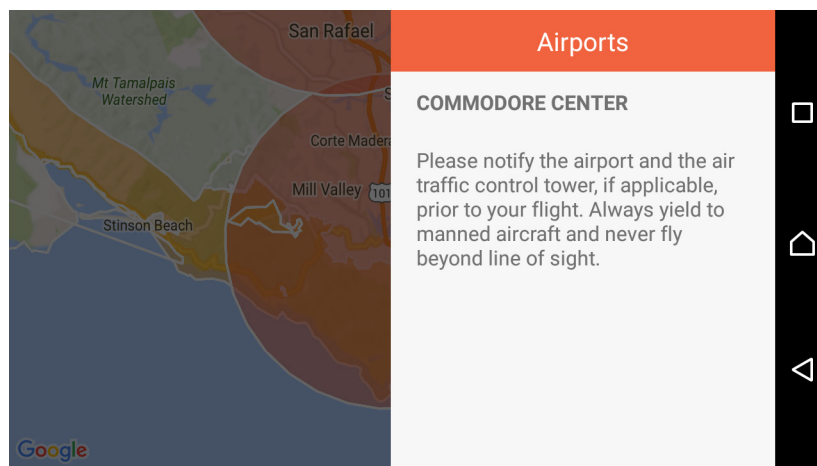 San Rafael
Mt Tamalpais
Watershed
S
Corte Madera
Mill Valley
101
Stinson Beach
Google
Airports
COMMODORE CENTER
Please notify the airport and the air
traffic control tower, if applicable,
prior to your flight. Always yield to
manned aircraft and never fly
beyond line of sight.